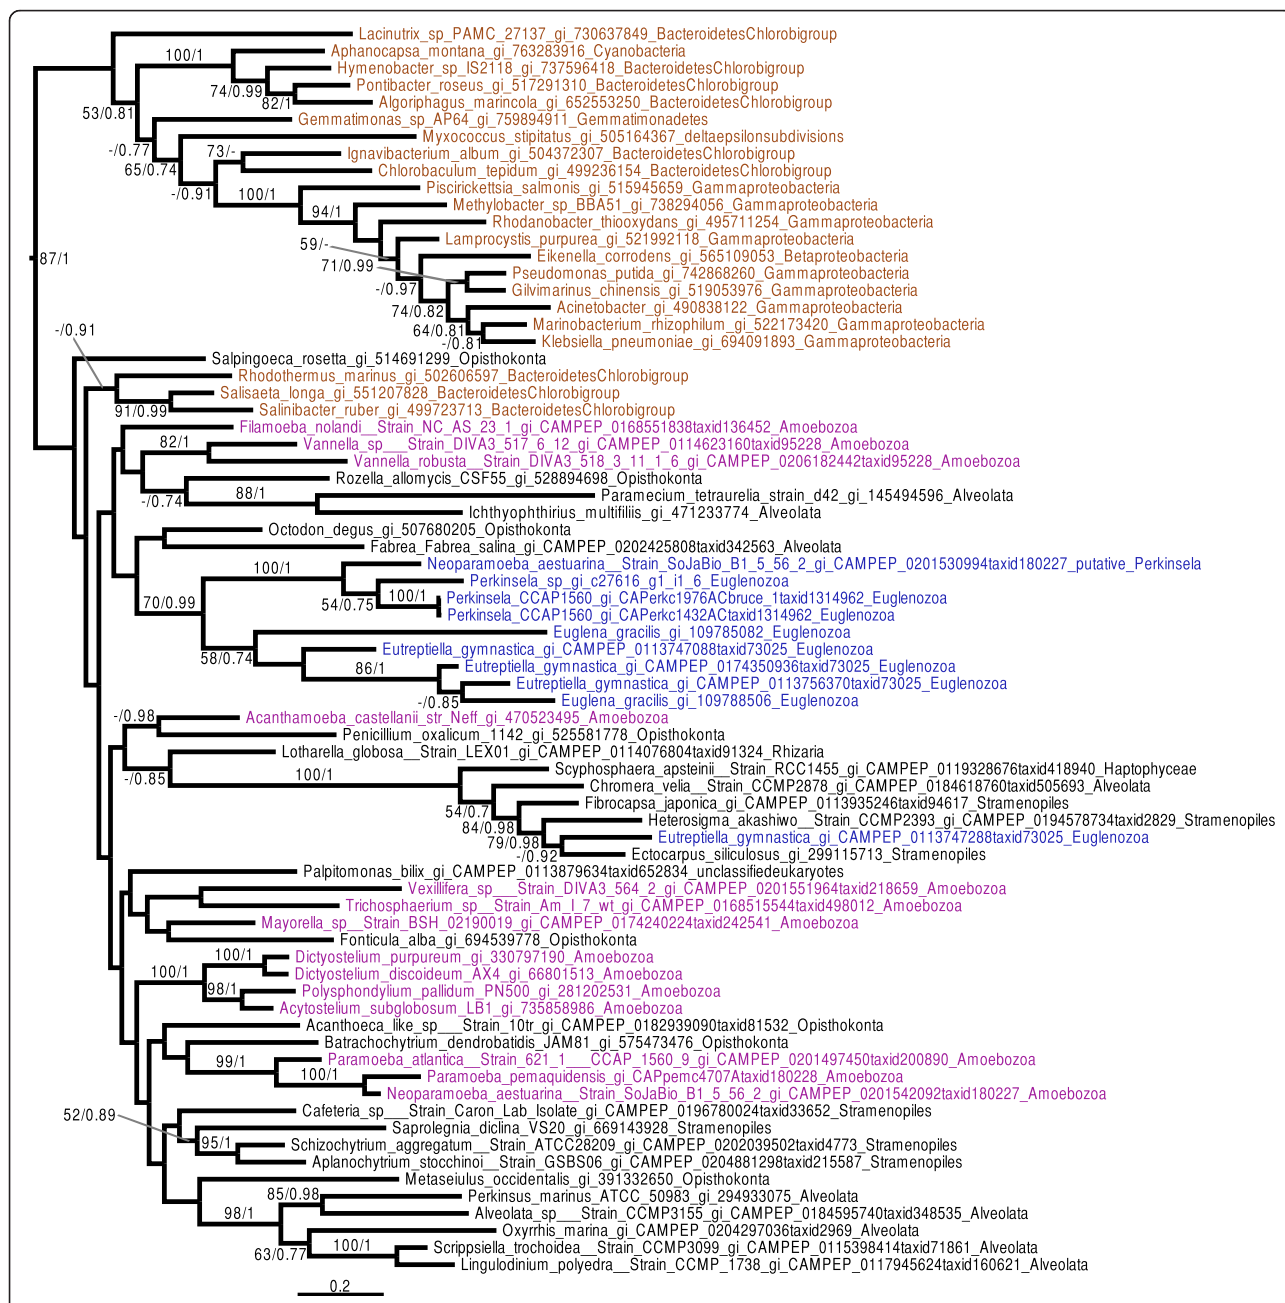 Lacinutrix_sp_PAMC_27137_gi_730637849_BacteroidetesChlorobigroup
100/1
Aphanocapsa_montana_gi_763283916_Cyanobacteria
Hymenobacter_sp_IS2118_gi_737596418_BacteroidetesChlorobigroup
74/0.99
Pontibacter_roseus_gi_517291310_BacteroidetesChlorobigroup
82/1
Algoriphagus_marincola_gi_652553250_BacteroidetesChlorobigroup
53/0.81
Gemmatimonas_sp_AP64_gi_759894911_Gemmatimonadetes
Myxococcus_stipitatus_gi_505164367_deltaepsilonsubdivisions
-/0.77
73/-
Ignavibacterium_album_gi_504372307_BacteroidetesChlorobigroup
65/0.74
Chlorobaculum_tepidum_gi_499236154_BacteroidetesChlorobigroup
-/0.91
100/1
Piscirickettsia_salmonis_gi_515945659_Gammaproteobacteria
94/1
Methylobacter_sp_BBA51_gi_738294056_Gammaproteobacteria
Rhodanobacter_thiooxydans_gi_495711254_Gammaproteobacteria
59/-
Lamprocystis_purpurea_gi_521992118_Gammaproteobacteria
87/1
Eikenella_corrodens_gi_565109053_Betaproteobacteria
71/0.99
Pseudomonas_putida_gi_742868260_Gammaproteobacteria
-/0.97
Gilvimarinus_chinensis_gi_519053976_Gammaproteobacteria
74/0.82
Acinetobacter_gi_490838122_Gammaproteobacteria
64/0.81
Marinobacterium_rhizophilum_gi_522173420_Gammaproteobacteria
-/0.81
Klebsiella_pneumoniae_gi_694091893_Gammaproteobacteria
-/0.91
Salpingoeca_rosetta_gi_514691299_Opisthokonta
Rhodothermus_marinus_gi_502606597_BacteroidetesChlorobigroup
Salisaeta_longa_gi_551207828_BacteroidetesChlorobigroup
91/0.99
Salinibacter_ruber_gi_499723713_BacteroidetesChlorobigroup
Filamoeba_nolandi__Strain_NC_AS_23_1_gi_CAMPEP_0168551838taxid136452_Amoebozoa
82/1
Vannella_sp___Strain_DIVA3_517_6_12_gi_CAMPEP_0114623160taxid95228_Amoebozoa
Vannella_robusta__Strain_DIVA3_518_3_11_1_6_gi_CAMPEP_0206182442taxid95228_Amoebozoa
Rozella_allomycis_CSF55_gi_528894698_Opisthokonta
-/0.74
88/1
Paramecium_tetraurelia_strain_d42_gi_145494596_Alveolata
Ichthyophthirius_multifiliis_gi_471233774_Alveolata
Octodon_degus_gi_507680205_Opisthokonta
Fabrea_Fabrea_salina_gi_CAMPEP_0202425808taxid342563_Alveolata
100/1
Neoparamoeba_aestuarina__Strain_SoJaBio_B1_5_56_2_gi_CAMPEP_0201530994taxid180227_putative_Perkinsela
Perkinsela_sp_gi_c27616_g1_i1_6_Euglenozoa
70/0.99
54/0.75
100/1
Perkinsela_CCAP1560_gi_CAPerkc1976ACbruce_1taxid1314962_Euglenozoa
Perkinsela_CCAP1560_gi_CAPerkc1432ACtaxid1314962_Euglenozoa
Euglena_gracilis_gi_109785082_Euglenozoa
58/0.74
Eutreptiella_gymnastica_gi_CAMPEP_0113747088taxid73025_Euglenozoa
86/1
Eutreptiella_gymnastica_gi_CAMPEP_0174350936taxid73025_Euglenozoa
Eutreptiella_gymnastica_gi_CAMPEP_0113756370taxid73025_Euglenozoa
-/0.85
Euglena_gracilis_gi_109788506_Euglenozoa
-/0.98
Acanthamoeba_castellanii_str_Neff_gi_470523495_Amoebozoa
Penicillium_oxalicum_1142_gi_525581778_Opisthokonta
Lotharella_globosa__Strain_LEX01_gi_CAMPEP_0114076804taxid91324_Rhizaria
-/0.85
100/1
Scyphosphaera_apsteinii__Strain_RCC1455_gi_CAMPEP_0119328676taxid418940_Haptophyceae
Chromera_velia__Strain_CCMP2878_gi_CAMPEP_0184618760taxid505693_Alveolata
54/0.7
Fibrocapsa_japonica_gi_CAMPEP_0113935246taxid94617_Stramenopiles
84/0.98
Heterosigma_akashiwo__Strain_CCMP2393_gi_CAMPEP_0194578734taxid2829_Stramenopiles
79/0.98
Eutreptiella_gymnastica_gi_CAMPEP_0113747288taxid73025_Euglenozoa
-/0.92
Ectocarpus_siliculosus_gi_299115713_Stramenopiles
Palpitomonas_bilix_gi_CAMPEP_0113879634taxid652834_unclassifiedeukaryotes
Vexillifera_sp___Strain_DIVA3_564_2_gi_CAMPEP_0201551964taxid218659_Amoebozoa
Trichosphaerium_sp__Strain_Am_I_7_wt_gi_CAMPEP_0168515544taxid498012_Amoebozoa
Mayorella_sp__Strain_BSH_02190019_gi_CAMPEP_0174240224taxid242541_Amoebozoa
Fonticula_alba_gi_694539778_Opisthokonta
100/1
Dictyostelium_purpureum_gi_330797190_Amoebozoa
100/1
Dictyostelium_discoideum_AX4_gi_66801513_Amoebozoa
98/1
Polysphondylium_pallidum_PN500_gi_281202531_Amoebozoa
Acytostelium_subglobosum_LB1_gi_735858986_Amoebozoa
Acanthoeca_like_sp___Strain_10tr_gi_CAMPEP_0182939090taxid81532_Opisthokonta
Batrachochytrium_dendrobatidis_JAM81_gi_575473476_Opisthokonta
99/1
Paramoeba_atlantica__Strain_621_1___CCAP_1560_9_gi_CAMPEP_0201497450taxid200890_Amoebozoa
100/1
Paramoeba_pemaquidensis_gi_CAPpemc4707Ataxid180228_Amoebozoa
Neoparamoeba_aestuarina__Strain_SoJaBio_B1_5_56_2_gi_CAMPEP_0201542092taxid180227_Amoebozoa
52/0.89
Cafeteria_sp___Strain_Caron_Lab_Isolate_gi_CAMPEP_0196780024taxid33652_Stramenopiles
Saprolegnia_diclina_VS20_gi_669143928_Stramenopiles
95/1
Schizochytrium_aggregatum__Strain_ATCC28209_gi_CAMPEP_0202039502taxid4773_Stramenopiles
Aplanochytrium_stocchinoi__Strain_GSBS06_gi_CAMPEP_0204881298taxid215587_Stramenopiles
Metaseiulus_occidentalis_gi_391332650_Opisthokonta
85/0.98
Perkinsus_marinus_ATCC_50983_gi_294933075_Alveolata
98/1
Alveolata_sp___Strain_CCMP3155_gi_CAMPEP_0184595740taxid348535_Alveolata
Oxyrrhis_marina_gi_CAMPEP_0204297036taxid2969_Alveolata
63/0.77
100/1
Scrippsiella_trochoidea__Strain_CCMP3099_gi_CAMPEP_0115398414taxid71861_Alveolata
Lingulodinium_polyedra__Strain_CCMP_1738_gi_CAMPEP_0117945624taxid160621_Alveolata
0.2